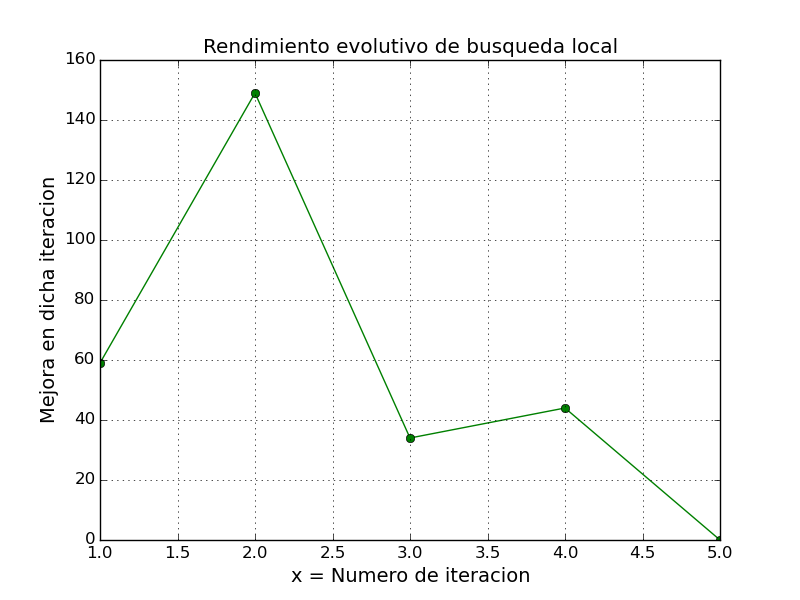 Rendimiento evolutivo de busqueda local
160
140
120
100
80
60
40
20
0
1.0 1.5 2.0 2.5 3.0 3.5 4.0 4.5 5.0
Mejora en dicha iteracion
x = Numero de iteracion